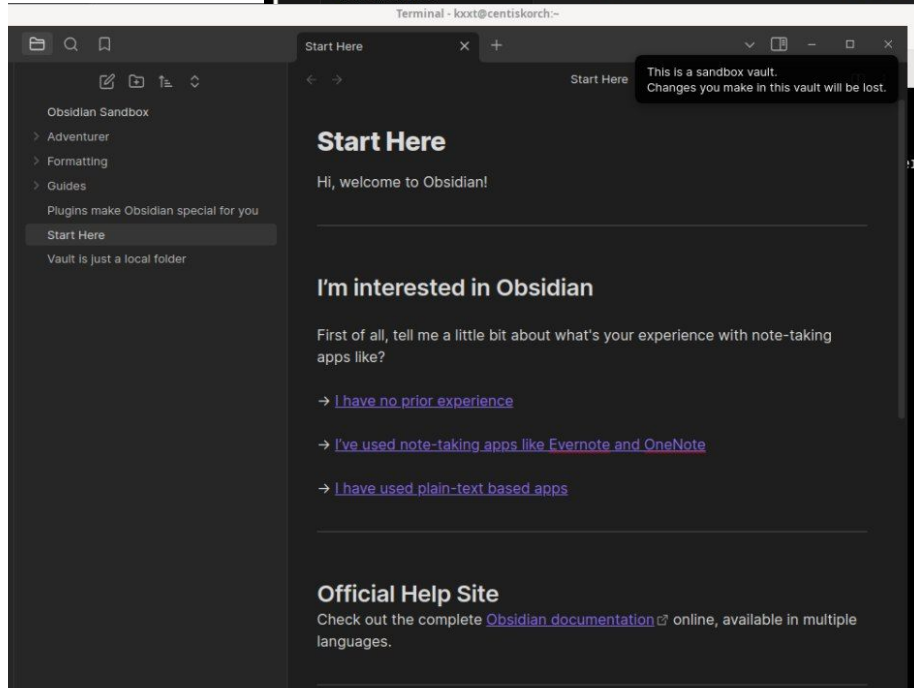 Terminal - kxxt@centiskorch:~
Start Here
Start Here
This is a sandbox vault.
Changes you make in this vault will be lost.
Obsidian Sandbox
Adventurer
Formatting
Guides
Plugins make Obsidian special for you
Start Here
Vault is just a local folder
Start Here
Hi, welcome to Obsidian!
I'm interested in Obsidian
First of all, tell me a little bit about what's your experience with note-taking
apps like?
→ I have no prior experience
→ I've used note-taking apps like Evernote and OneNote
→ I have used plain-text based apps
Official Help Site
Check out the complete Obsidian documentation online, available in multiple
languages.